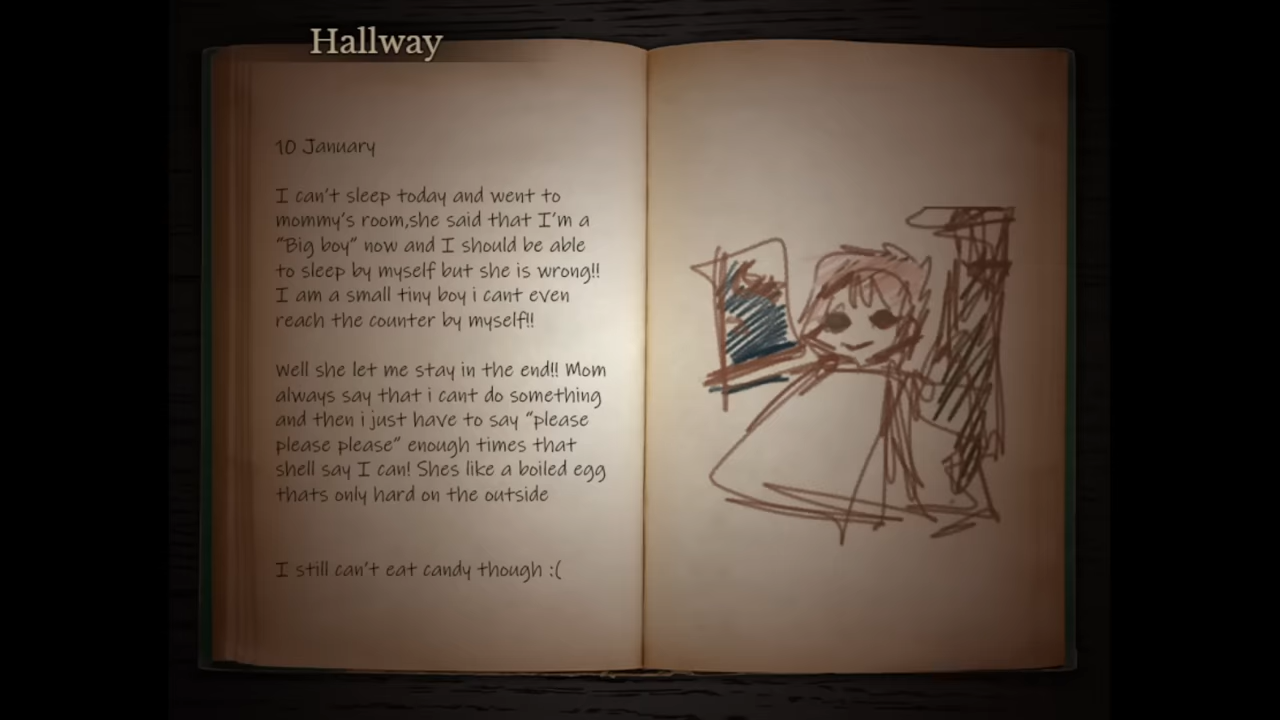 Hallway
10 January
I can't sleep today and went to
mommy's room,she said that I'm a
"Big boy" now and I should be able
to sleep by myself but she is wrong!!
I am a small tiny boy i cant even
reach the counter by myself!!
Well she let me stay in the end!! Mom
always say that i cant do something
and then i just have to say "please
please please" enough times that
shell say I can! Shes like a boiled egg
thats only hard on the outside
I still can't eat candy though :(